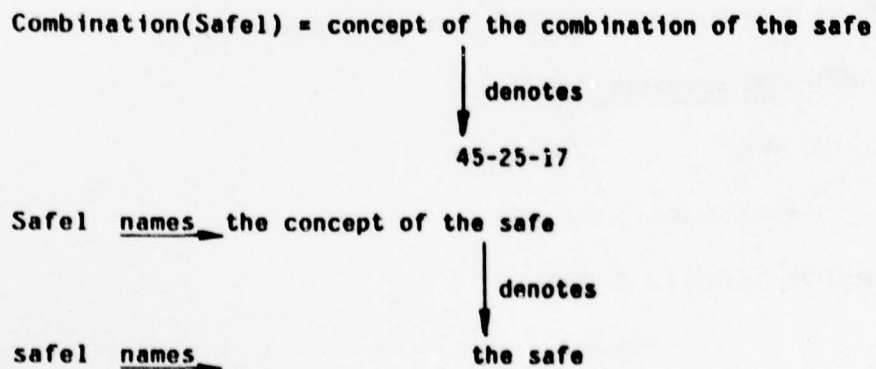 Combination(Safe1) = concept of the combination of the safe
denotes
45-25-i7
Safe1 names the concept of the safe
denotes
safe1 names the safe